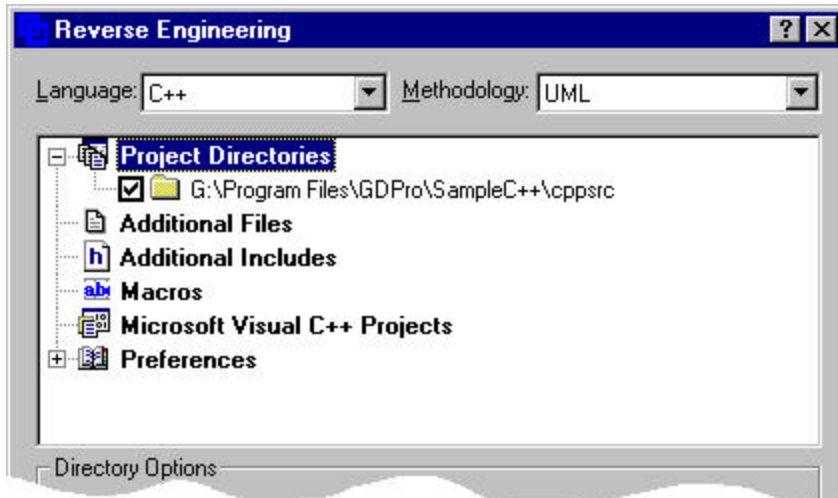 Reverse Engineering
Language: C++ Methodology: UML
Project Directories
G:\Program Files\GDPro\SampleC++\cppsrc
Additional Files
h Additional Includes
ab Macros
Microsoft Visual C++ Projects
Preferences
Directory Options